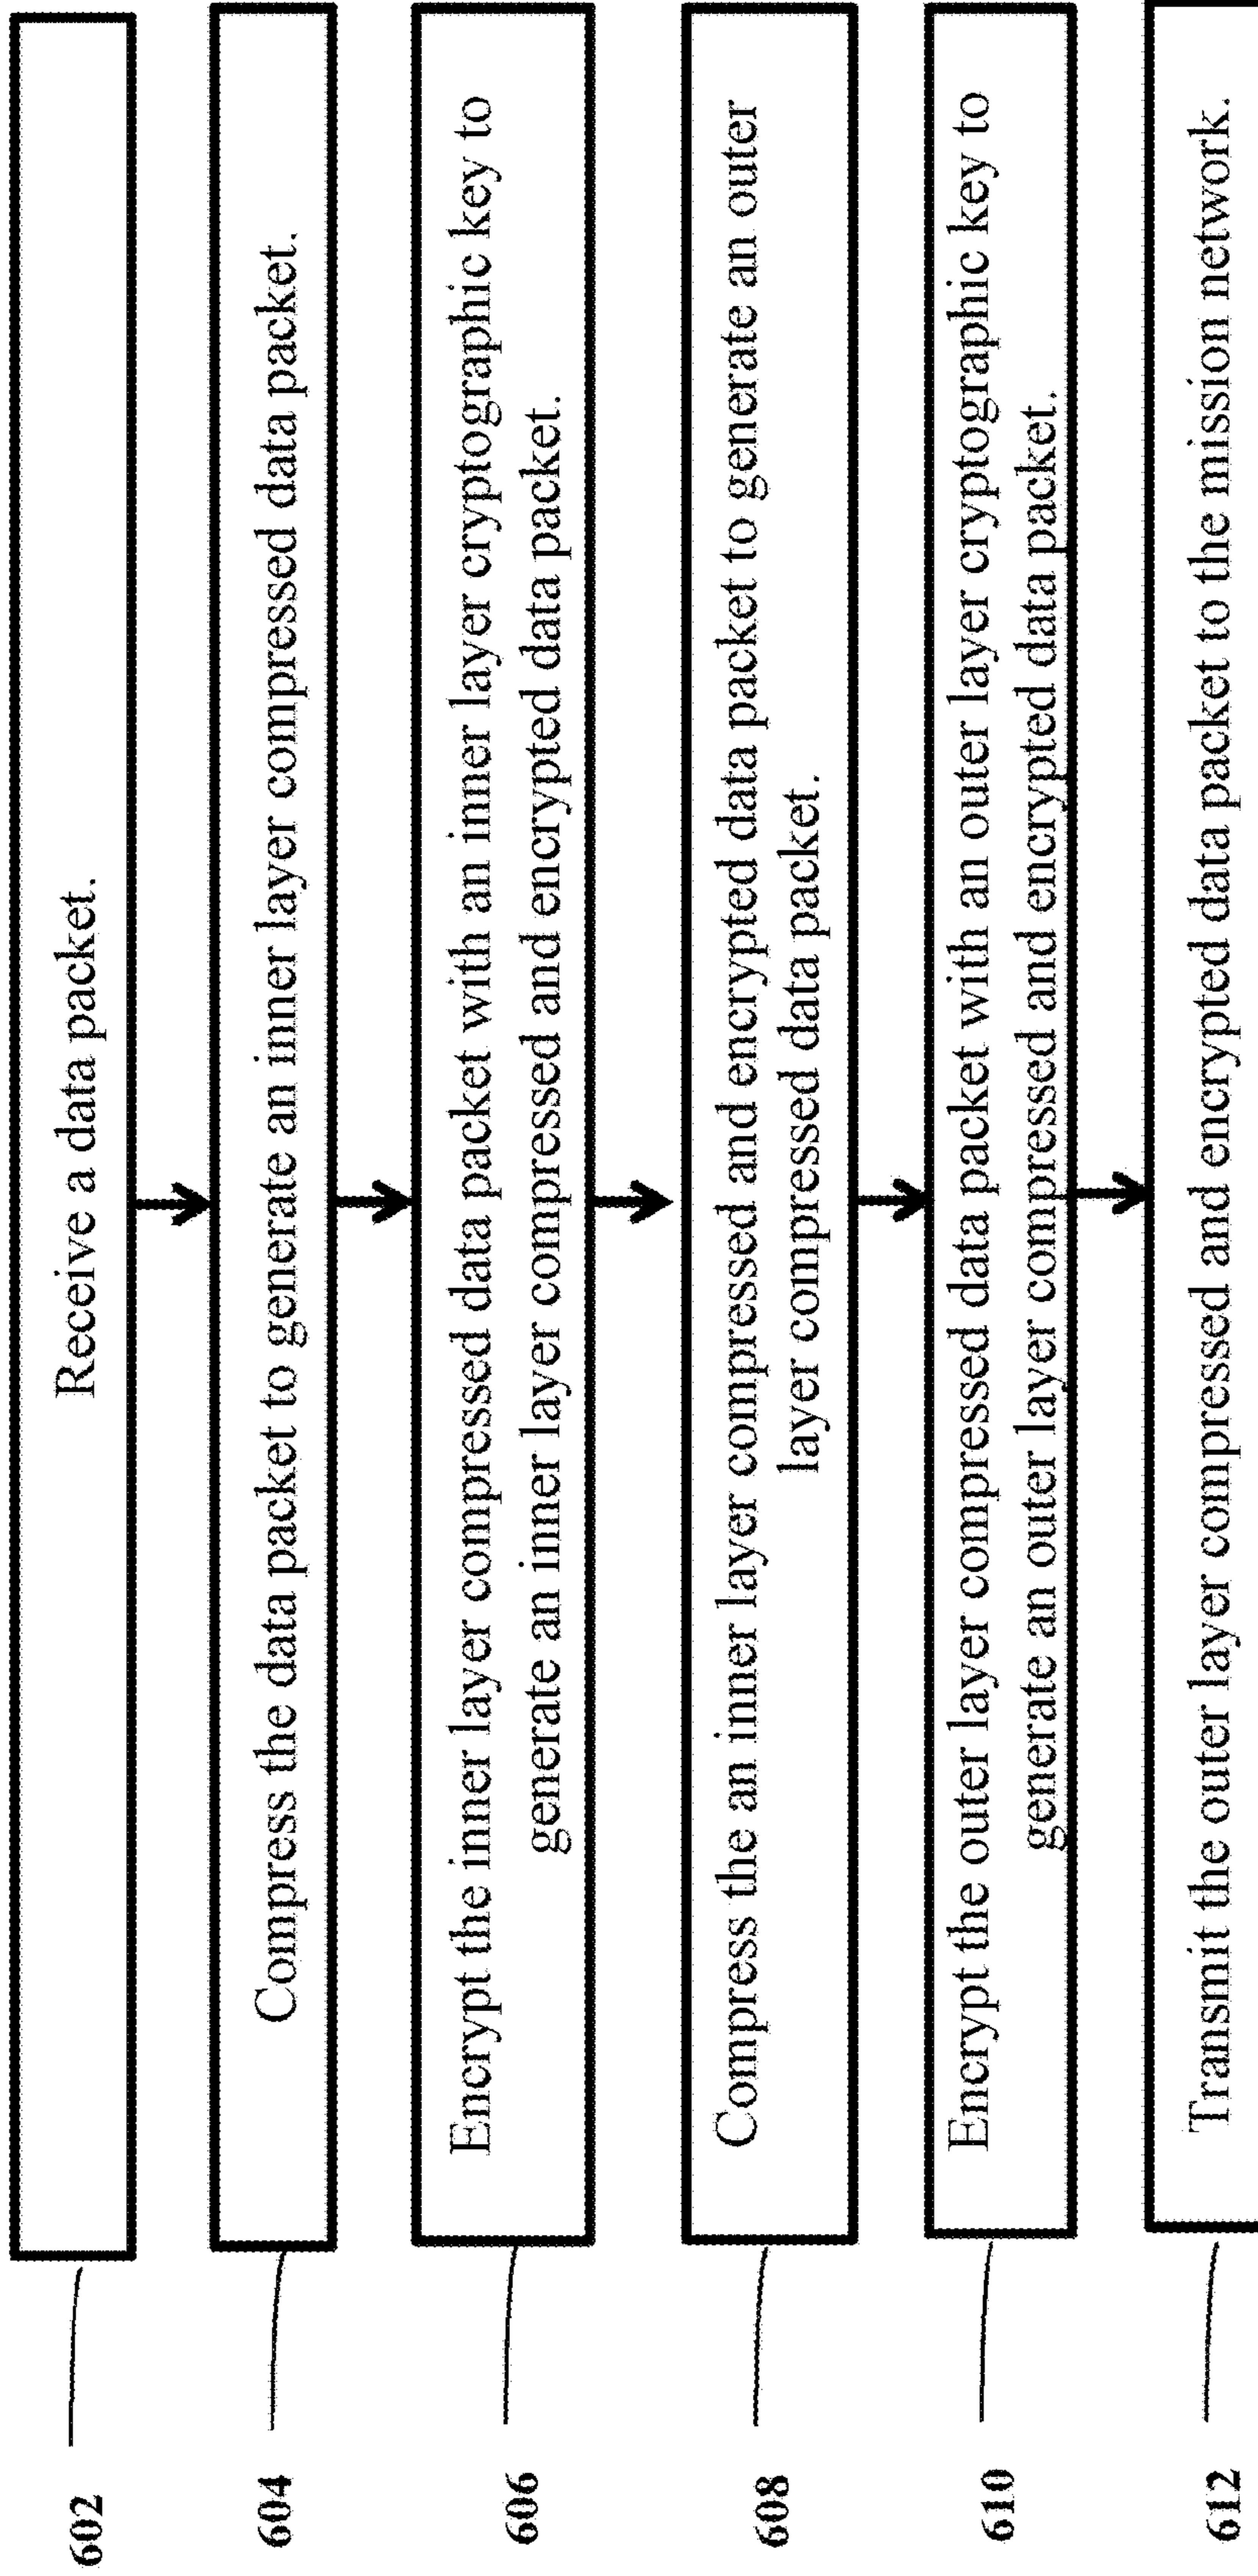 602
Receive a data packet.
604
Compress the data packet to generate an inner layer compressed data packet.
606
Encrypt the inner layer compressed data packet with an inner layer cryptographic key to
generate an inner layer compressed and encrypted data packet.
608
Compress the an inner layer compressed and encrypted data packet to generate an outer
layer compressed data packet.
610
Encrypt the outer layer compressed data packet with an outer layer cryptographic key to
generate an outer layer compressed and encrypted data packet.
612
Transmit the outer layer compressed and encrypted data packet to the mission network.